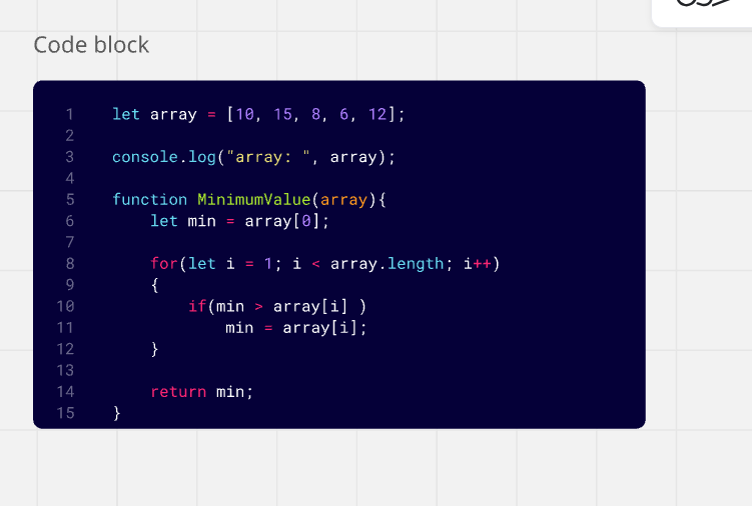 Code block
1 let array = [10, 15, 8, 6, 12];
2
3 console.log("array: ", array);
4
5 function MinimumValue(array){
6     let min = array[0];
7
8     for(let i = 1; i < array.length; i++)
9     {
10         if(min > array[i] )
11             min = array[i];
12     }
13
14     return min;
15 }